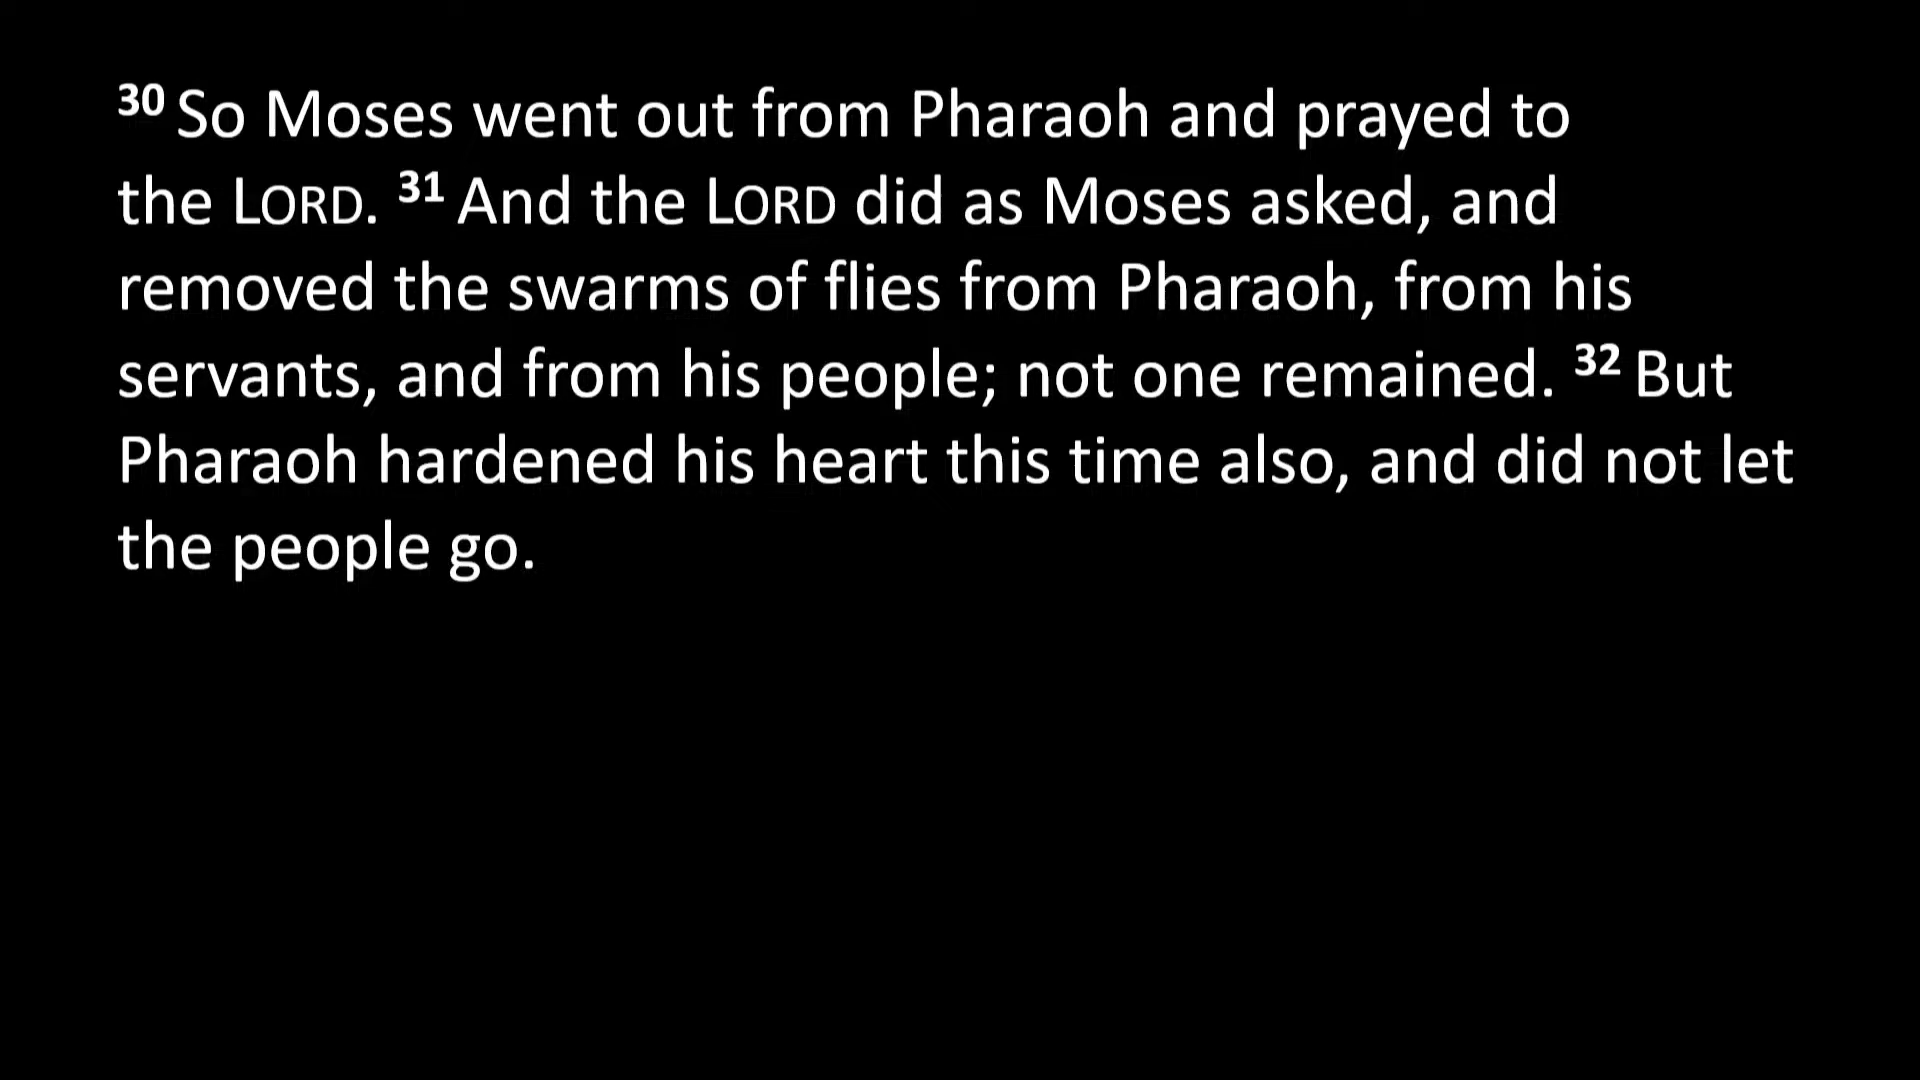 30 So Moses went out from Pharaoh and prayed to
the LORD. 31 And the LORD did as Moses asked, and
removed the swarms of flies from Pharaoh, from his
servants, and from his people; not one remained. 32 But
Pharaoh hardened his heart this time also, and did not let
the people go.